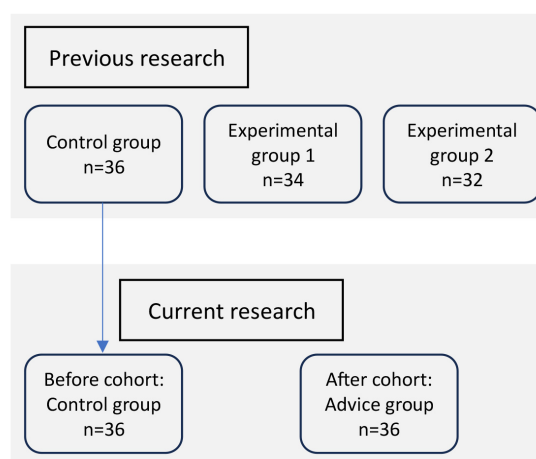 Previous research
Control group
n=36
Experimental
group 1
n=34
Experimental
group 2
n=32
Current research
Before cohort:
Control group
n=36
After cohort:
Advice group
n=36